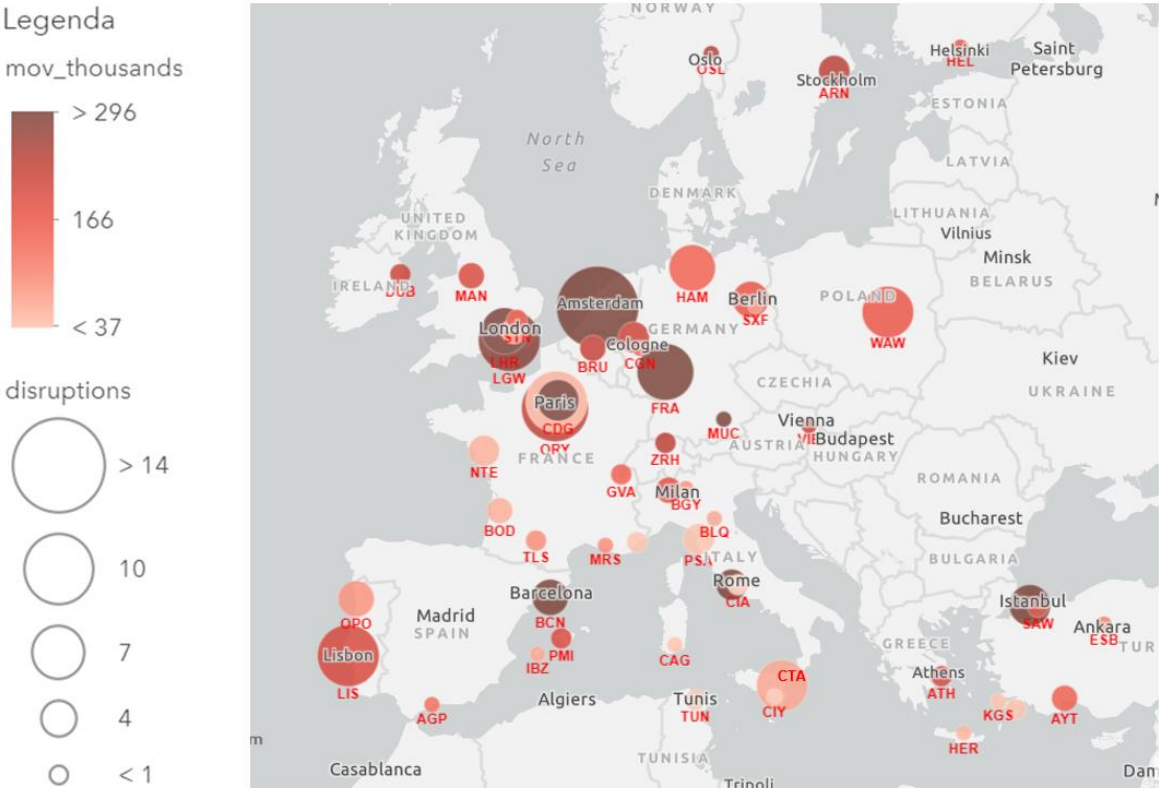 Legenda
mov_thousands
> 296
166
< 37
disruptions
> 14
10
7
4
< 1
NORWAY
Oslo
OSL
Stockholm
ARN
Helsinki
HEL
Saint
Petersburg
ESTONIA
North
Sea
LATVIA
DENMARK
LITHUANIA
Vilnius
UNITED
KINGDOM
Minsk
BELARUS
IRELAND
DUB
MAN
Amsterdam
HAM
Berlin
SXF
POLAND
WAW
London
STN
LHR
LGW
BRU
Cologne
CGN
GERMANY
Kiev
UKRAINE
FRA
CZECHIA
Paris
CDG
ORY
FRANCE
MUC
Vienna
VIE
Budapest
AUSTRIA
HUNGARY
NTE
ZRH
GVA
Milan
BGY
ROMANIA
BOD
BLQ
Bucharest
TLS
MRS
PSA
ITALY
BULGARIA
Barcelona
BCN
Rome
CIA
Istanbul
SAW
OPO
Madrid
SPAIN
Ankara
ESB
TUR
Lisbon
LIS
IBZ
PMI
CAG
GREECE
Athens
ATH
CTA
CIY
AGP
Algiers
Tunis
TUN
KGS
AYT
HER
m
Casablanca
TUNISIA
Tripoli
Dam